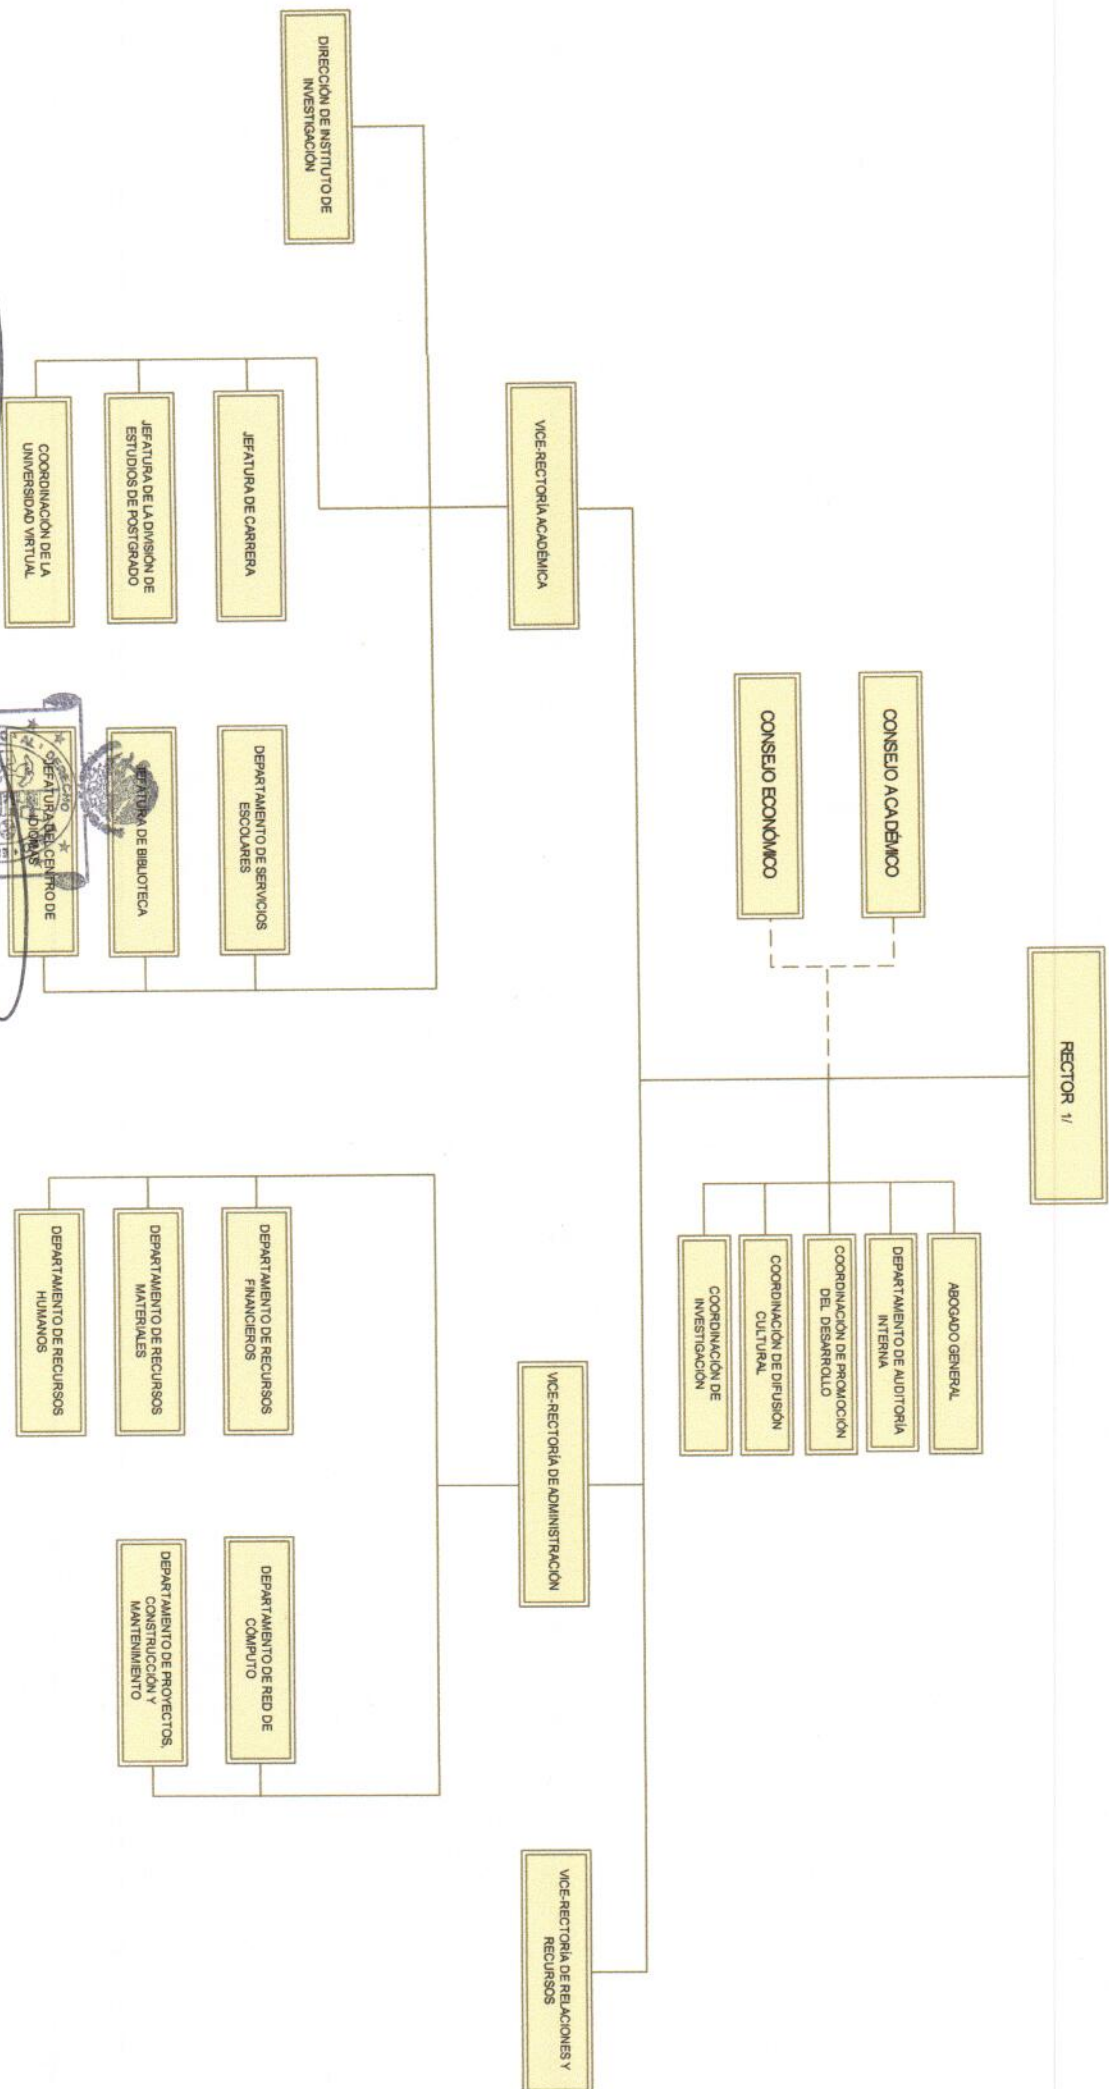 RECTOR 1/
CONSEJO ACADÉMICO
CONSEJO ECONÓMICO
ABOGADO GENERAL
DEPARTAMENTO DE AUDITORÍA
INTERNA
COORDINACIÓN DE PROMOCIÓN
DEL DESARROLLO
COORDINACIÓN DE DIFUSIÓN
CULTURAL
COORDINACIÓN DE
INVESTIGACIÓN
VICE-RECTORÍA ACADÉMICA
VICE-RECTORÍA DE ADMINISTRACIÓN
VICE-RECTORÍA DE RELACIONES Y
RECURSOS
DIRECCIÓN DE INSTITUTO DE
INVESTIGACIÓN
JEFATURA DE CARRERA
JEFATURA DE LA DIVISIÓN DE
ESTUDIOS DE POSTGRADO
COORDINACIÓN DE LA
UNIVERSIDAD VIRTUAL
DEPARTAMENTO DE SERVICIOS
ESCOLARES
JEFATURA DE BIBLIOTECA
JEFATURA DEL CENTRO DE
IDIOMAS
DEPARTAMENTO DE RECURSOS
FINANCIEROS
DEPARTAMENTO DE RECURSOS
MATERIALES
DEPARTAMENTO DE RECURSOS
HUMANOS
DEPARTAMENTO DE RED DE
CÓMPUTO
DEPARTAMENTO DE PROYECTOS,
CONSTRUCCIÓN Y
MANTENIMIENTO